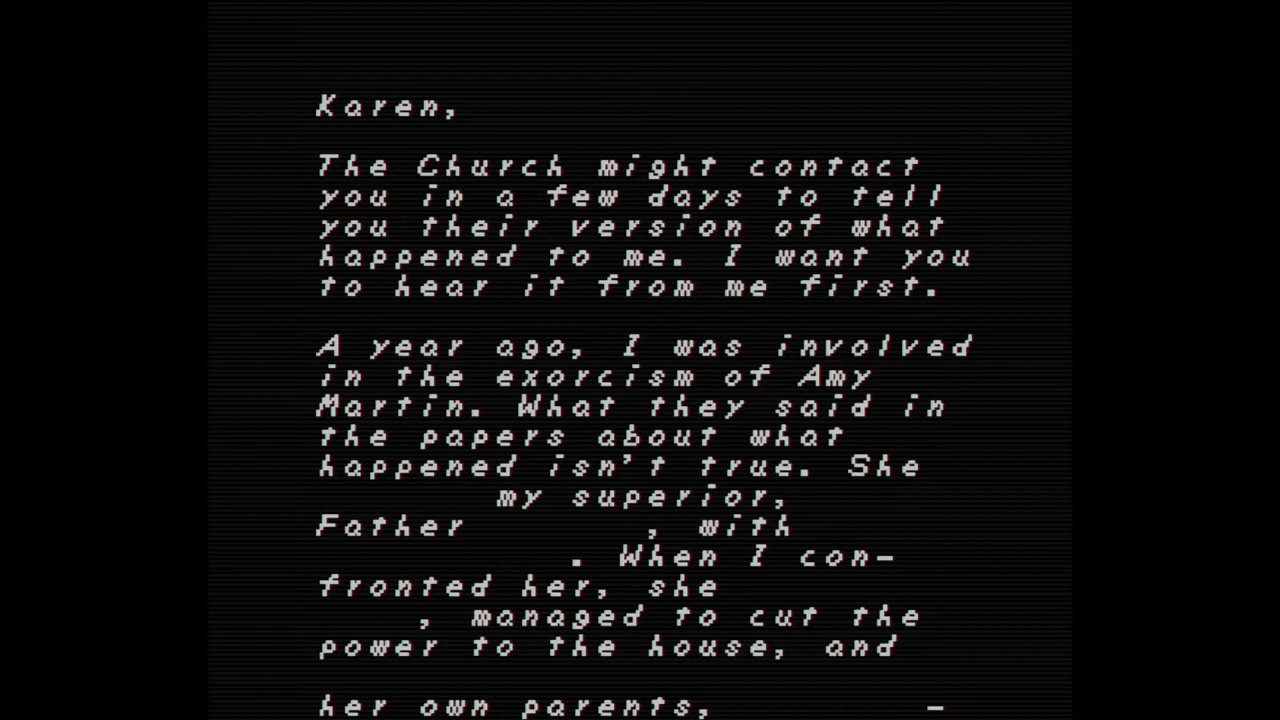 Karen,
The Church might contact
you in a few days to tell
you their version of what
happened to me. I want you
to hear it from me first.
A year ago, I was involved
in the exorcism of Amy
Martin. What they said in
the papers about what
happened isn't true. She
my superior,
Father , with
. When I con-
fronted her, she
, managed to cut the
power to the house, and
her own parents, -